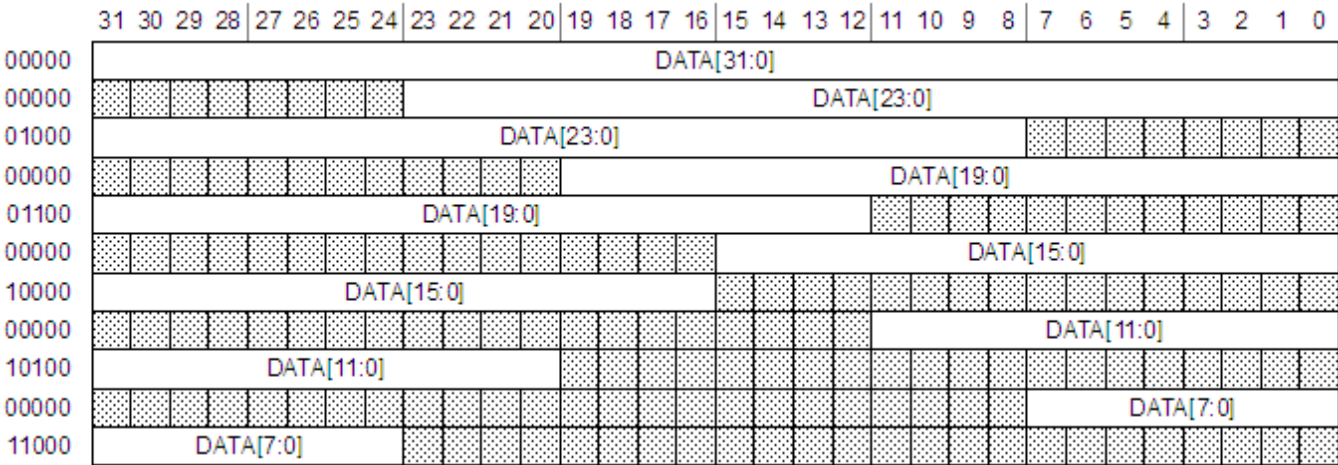 31 30 29 28 27 26 25 24 23 22 21 20 19 18 17 16 15 14 13 12 11 10 9 8 7 6 5 4 3 2 1 0
00000 DATA[31:0]
00000 DATA[23:0]
01000 DATA[23:0]
00000 DATA[19:0]
01100 DATA[19:0]
00000 DATA[15:0]
10000 DATA[15:0]
00000 DATA[11:0]
10100 DATA[11:0]
00000 DATA[7:0]
11000 DATA[7:0]